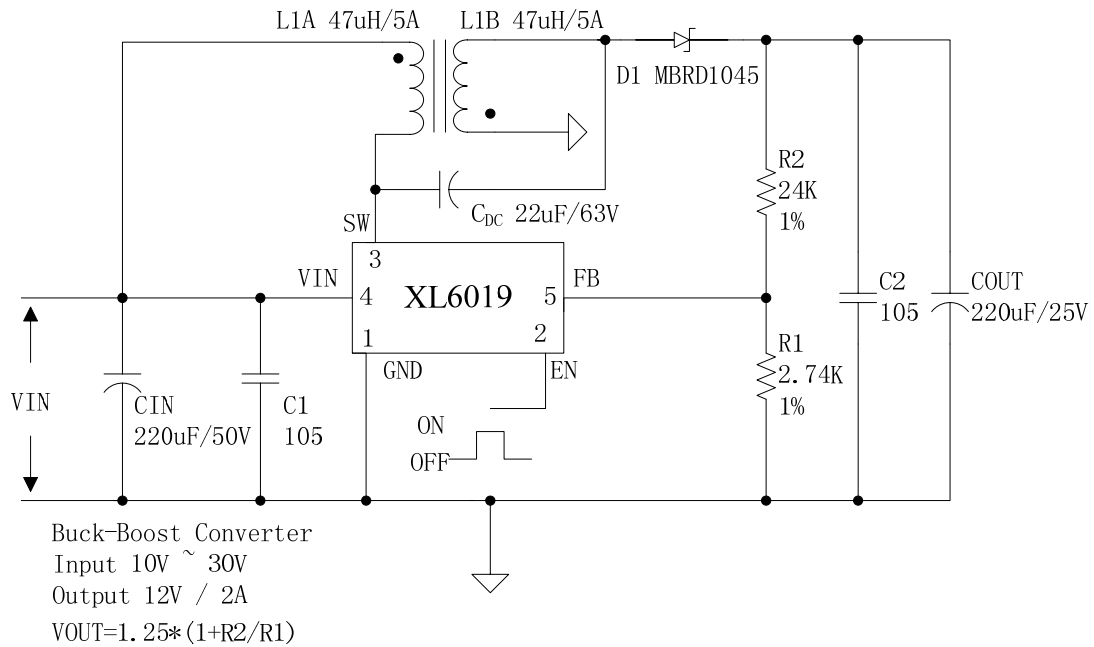 L1A 47uH/5A
L1B 47uH/5A
D1 MBRD1045
R2
24K
1%
CDC 22uF/63V
SW
3
VIN
4
XL6019
5
FB
1
2
GND
EN
C2
105
COUT
220uF/25V
R1
2.74K
1%
VIN
CIN
220uF/50V
C1
105
ON
OFF
Buck-Boost Converter
Input 10V ~ 30V
Output 12V / 2A
VOUT=1.25*(1+R2/R1)